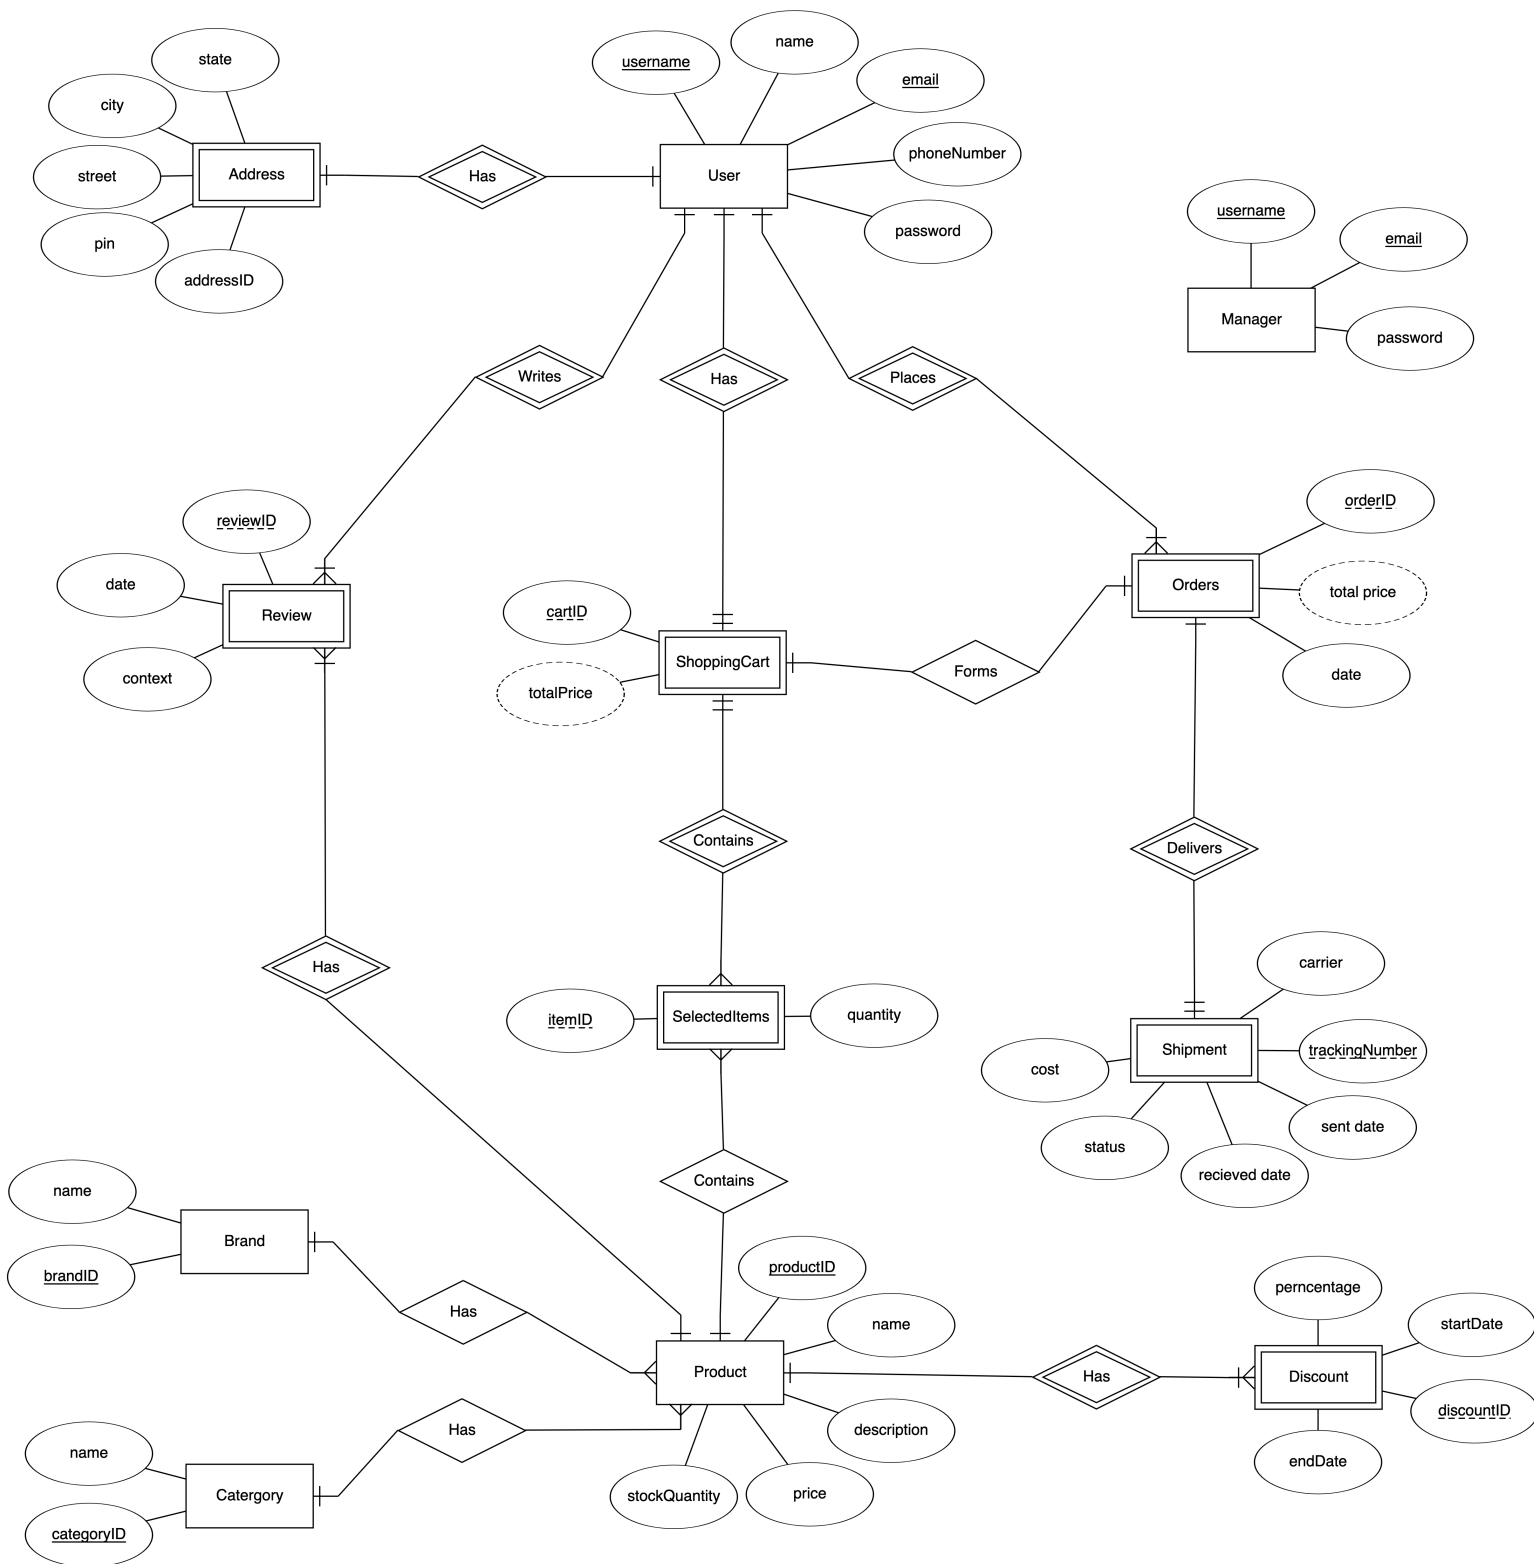 state
city
street
pin
addressID
Address
Has
username
name
email
phoneNumber
password
User
username
email
password
Manager
Writes
Has
Places
reviewID
date
context
Review
cartID
totalPrice
ShoppingCart
Forms
orderID
total price
date
Orders
Contains
Delivers
Has
itemID
SelectedItems
quantity
carrier
trackingNumber
sent date
recieved date
status
cost
Shipment
Contains
name
brandID
Brand
Has
productID
name
description
price
stockQuantity
Product
Has
perncentage
startDate
discountID
endDate
Discount
Has
name
categoryID
Catergory